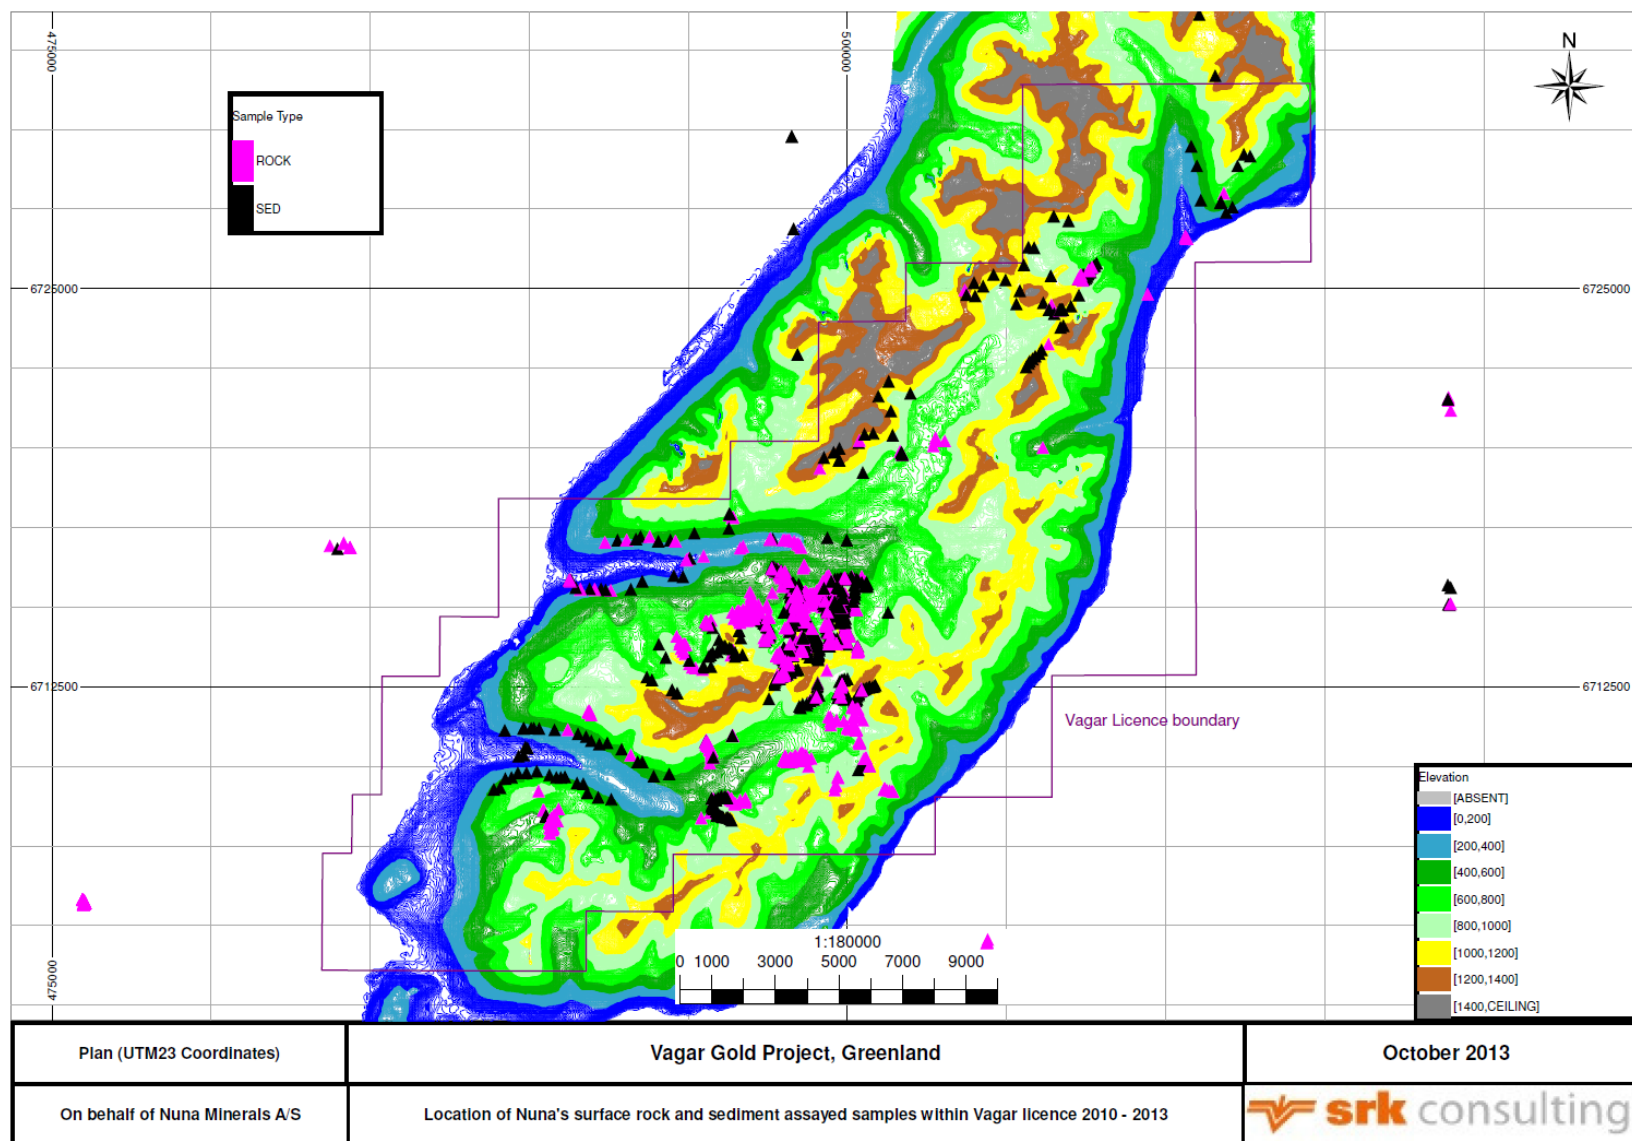 475000
500000
N
Sample Type
ROCK
SED
6725000
6725000
6712500
6712500
Vagar Licence boundary
Elevation
[ABSENT]
[0,200]
[200,400]
[400,600]
[600,800]
[800,1000]
[1000,1200]
[1200,1400]
[1400,CEILING]
1:180000
0 1000 3000 5000 7000 9000
475000
Plan (UTM23 Coordinates)
Vagar Gold Project, Greenland
October 2013
On behalf of Nuna Minerals A/S
Location of Nuna's surface rock and sediment assayed samples within Vagar licence 2010 - 2013
srk consulting